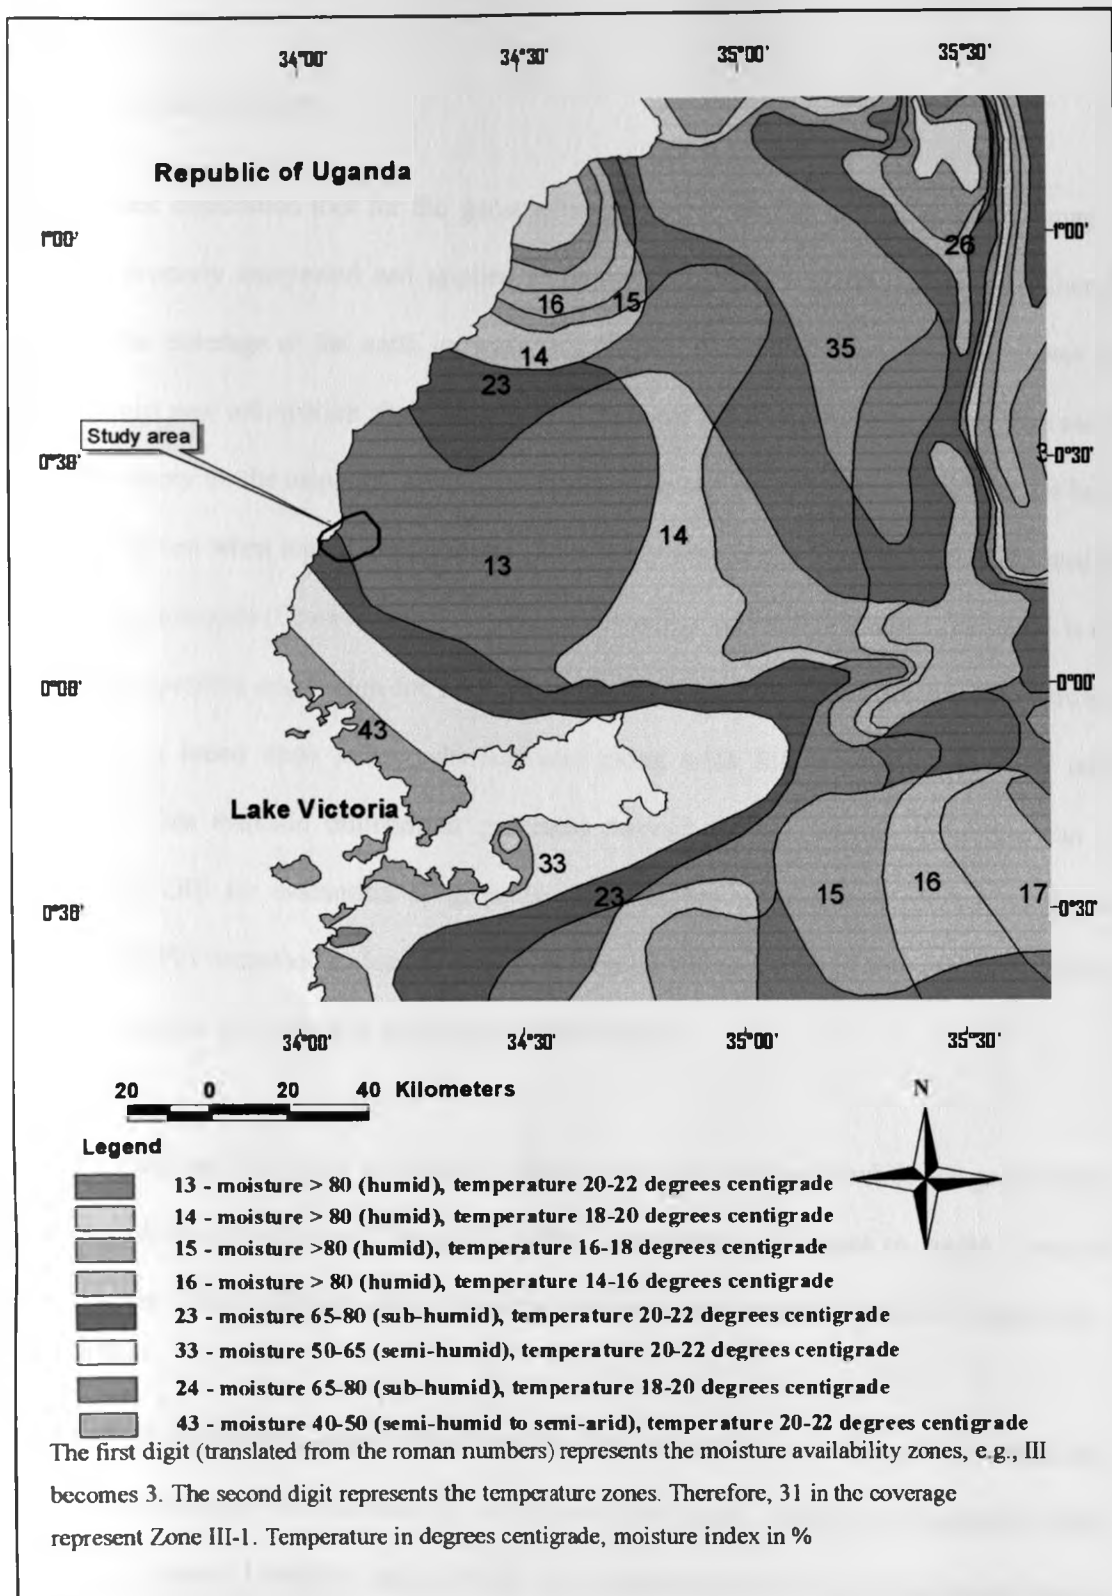 34°00' 34°30' 35°00' 35°30'
Republic of Uganda
1°00' 1°00'
26
16 15
35
14
23
Study area
0°38' 3 0°30'
14
13
0°08' 0°00'
43
Lake Victoria
33
23 15 16 17
0°38' 0°30'
34°00' 34°30' 35°00' 35°30'
20 0 20 40 Kilometers
N
Legend
13 - moisture > 80 (humid), temperature 20-22 degrees centigrade
14 - moisture > 80 (humid), temperature 18-20 degrees centigrade
15 - moisture >80 (humid), temperature 16-18 degrees centigrade
16 - moisture > 80 (humid), temperature 14-16 degrees centigrade
23 - moisture 65-80 (sub-humid), temperature 20-22 degrees centigrade
33 - moisture 50-65 (semi-humid), temperature 20-22 degrees centigrade
24 - moisture 65-80 (sub-humid), temperature 18-20 degrees centigrade
43 - moisture 40-50 (semi-humid to semi-arid), temperature 20-22 degrees centigrade
The first digit (translated from the roman numbers) represents the moisture availability zones, e.g., III
becomes 3. The second digit represents the temperature zones. Therefore, 31 in the coverage
represent Zone III-1. Temperature in degrees centigrade, moisture index in %